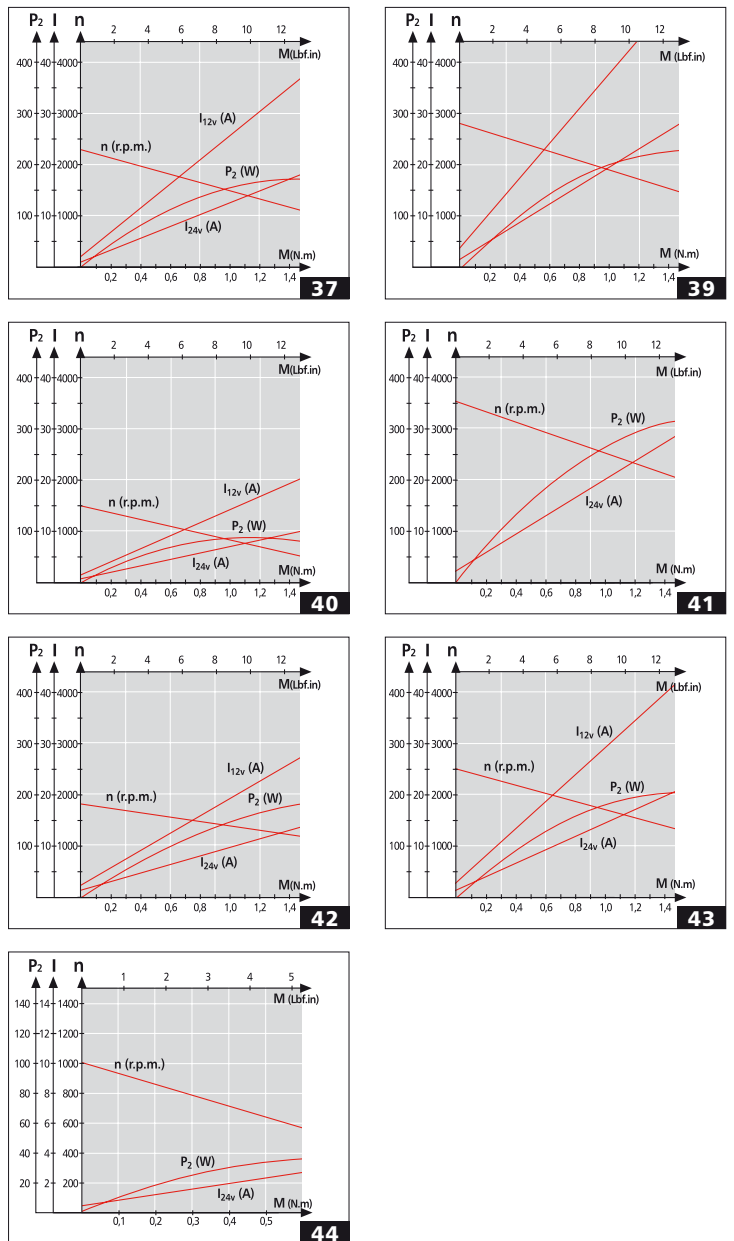 P2 I n
2 4 6 8 10 12
M(Lbf.in)
400 40 4000
300 30 3000
200 20 2000
100 10 1000
I12v (A)
n (r.p.m.)
P2 (W)
I24v (A)
M(N.m)
0,2 0,4 0,6 0,8 1,0 1,2 1,4
37
P2 I n
2 4 6 8 10 12
M (Lbf.in)
400 40 4000
300 30 3000
200 20 2000
100 10 1000
M (N.m)
0,2 0,4 0,6 0,8 1,0 1,2 1,4
39
P2 I n
2 4 6 8 10 12
M(Lbf.in)
400 40 4000
300 30 3000
200 20 2000
100 10 1000
I12v (A)
n (r.p.m.)
P2 (W)
I24v (A)
M(N.m)
0,2 0,4 0,6 0,8 1,0 1,2 1,4
40
P2 I n
2 4 6 8 10 12
M (Lbf.in)
400 40 4000
300 30 3000
200 20 2000
100 10 1000
n (r.p.m.)
P2 (W)
I24v (A)
M (N.m)
0,2 0,4 0,6 0,8 1,0 1,2 1,4
41
P2 I n
2 4 6 8 10 12
M(Lbf.in)
400 40 4000
300 30 3000
200 20 2000
100 10 1000
I12v (A)
n (r.p.m.)
P2 (W)
I24v (A)
M(N.m)
0,2 0,4 0,6 0,8 1,0 1,2 1,4
42
P2 I n
2 4 6 8 10 12
M (Lbf.in)
400 40 4000
300 30 3000
200 20 2000
100 10 1000
I12v (A)
n (r.p.m.)
P2 (W)
I24v (A)
M (N.m)
0,2 0,4 0,6 0,8 1,0 1,2 1,4
43
P2 I n
1 2 3 4 5
M (Lbf.in)
140 14 1400
120 12 1200
100 10 1000
80 8 800
60 6 600
40 4 400
20 2 200
n (r.p.m.)
P2 (W)
I24v (A)
M (N.m)
0,1 0,2 0,3 0,4 0,5
44